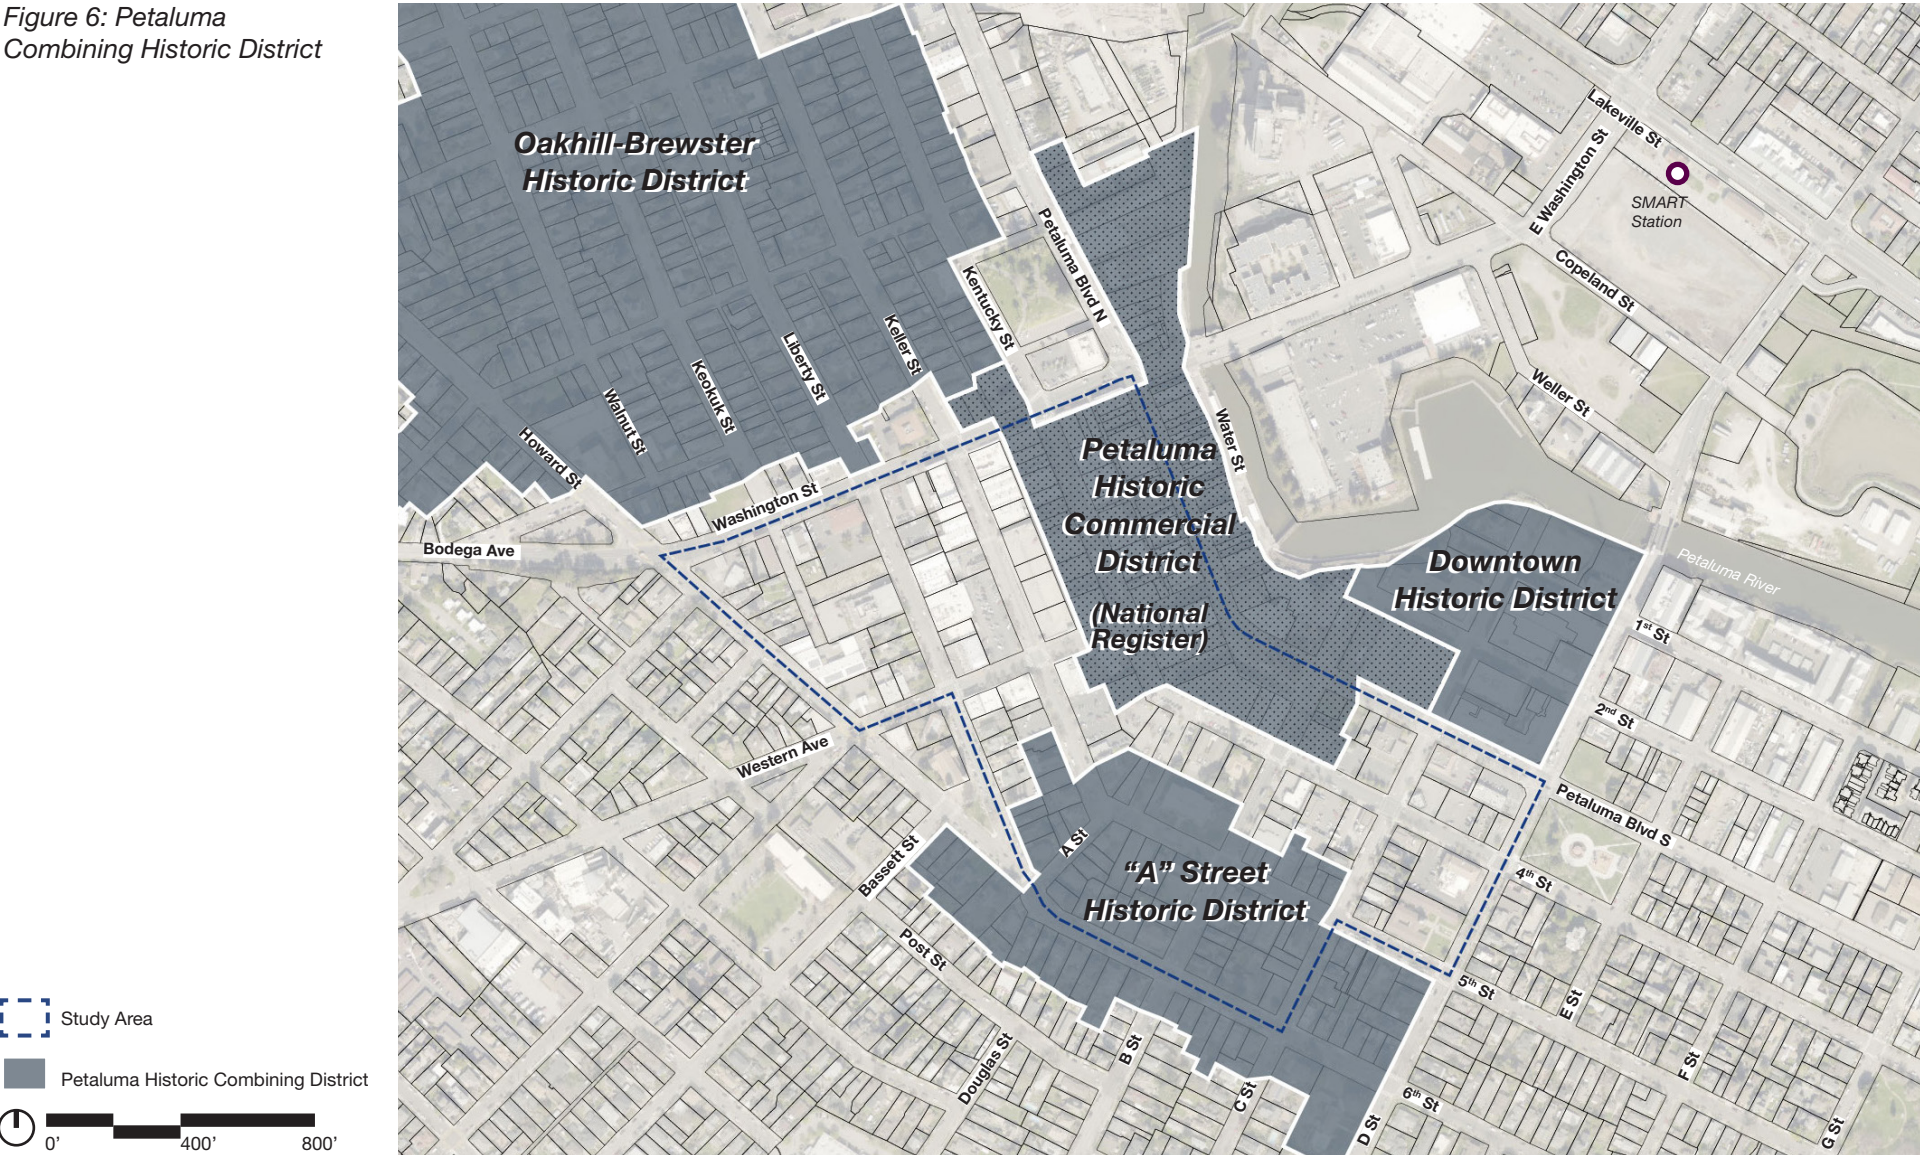 Figure 6: Petaluma
Combining Historic District
Oakhill-Brewster
Historic District
Lakeville St
E Washington St
SMART
Station
Petaluma Blvd N
Kentucky St
Copeland St
Keller St
Liberty St
Keokuk St
Walnut St
Howard St
Weller St
Water St
Petaluma
Historic
Commercial
District
(National
Register)
Washington St
Bodega Ave
Downtown
Historic District
Petaluma River
1st St
2nd St
Western Ave
Petaluma Blvd S
A St
Bassett St
"A" Street
Historic District
4th St
Post St
5th St
E St
Study Area
B St
Douglas St
F St
Petaluma Historic Combining District
C St
6th St
D St
G St
0’
400’
800’